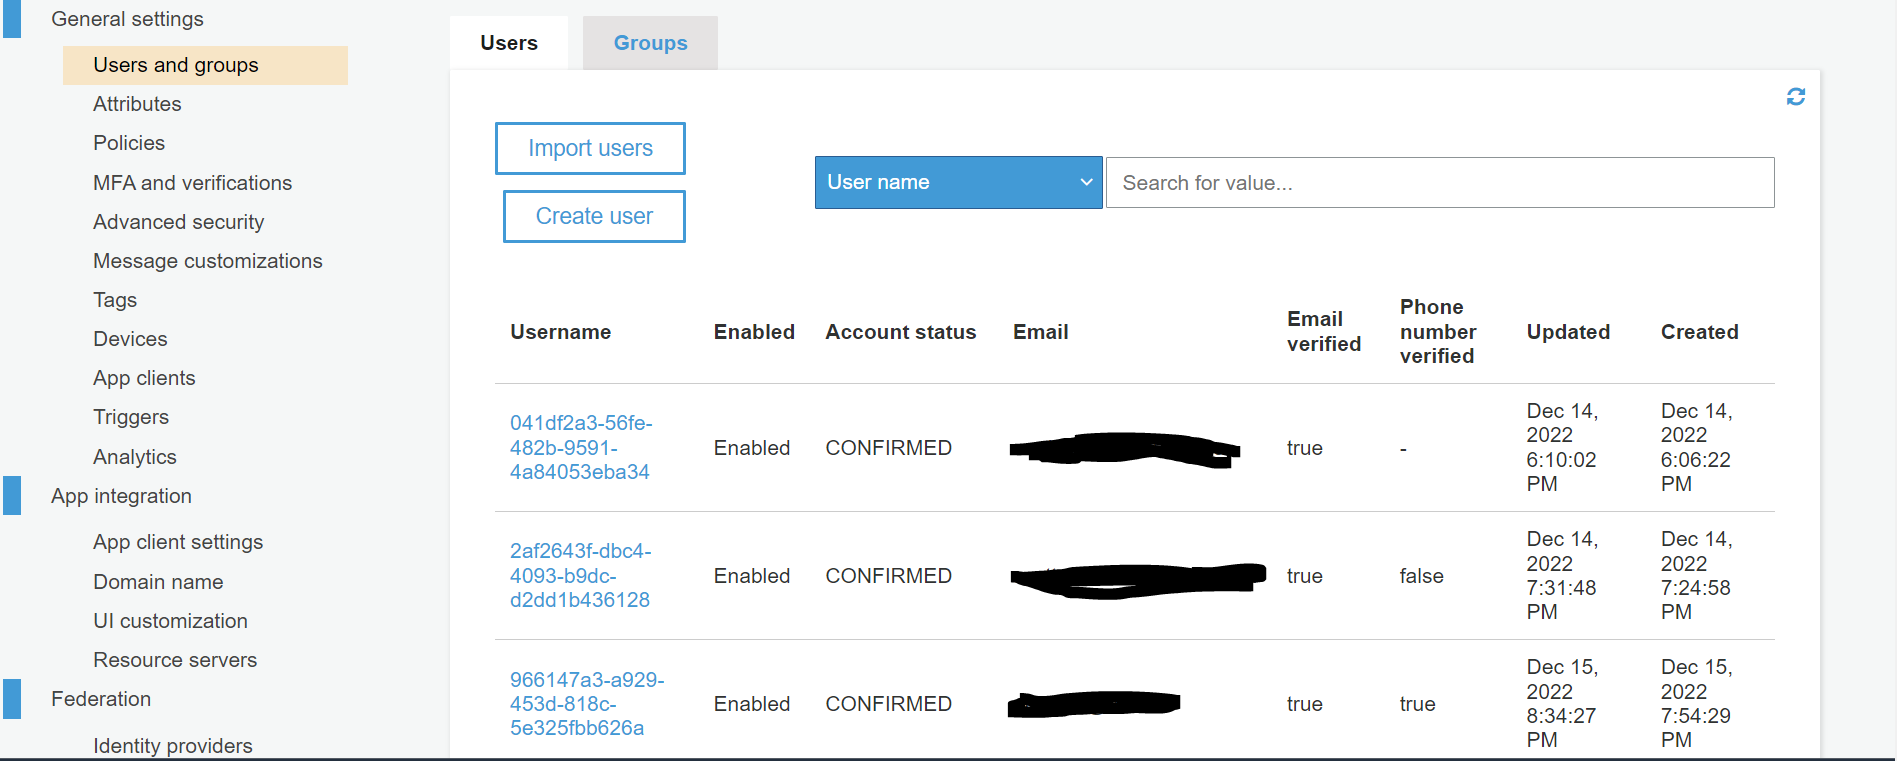 General settings
Users and groups
Attributes
Policies
MFA and verifications
Advanced security
Message customizations
Tags
Devices
App clients
Triggers
Analytics
App integration
App client settings
Domain name
UI customization
Resource servers
Federation
Identity providers
Users
Groups
Import users
Create user
User name
Search for value...
Username
Enabled
Account status
Email
Email
verified
Phone
number
verified
Updated
Created
041df2a3-56fe-
482b-9591-
4a84053eba34
Enabled
CONFIRMED
true
-
Dec 14,
2022
6:10:02
PM
Dec 14,
2022
6:06:22
PM
2af2643f-dbc4-
4093-b9dc-
d2dd1b436128
Enabled
CONFIRMED
true
false
Dec 14,
2022
7:31:48
PM
Dec 14,
2022
7:24:58
PM
966147a3-a929-
453d-818c-
5e325fbb626a
Enabled
CONFIRMED
true
true
Dec 15,
2022
8:34:27
PM
Dec 15,
2022
7:54:29
PM